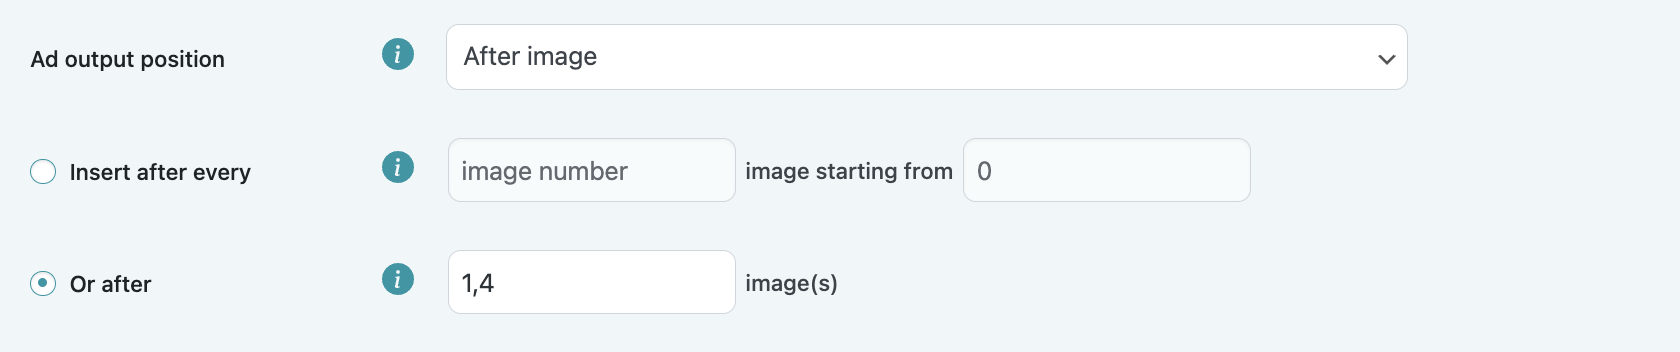 Ad output position i After image
Insert after every i image number image starting from 0
Or after i 1,4 image(s)